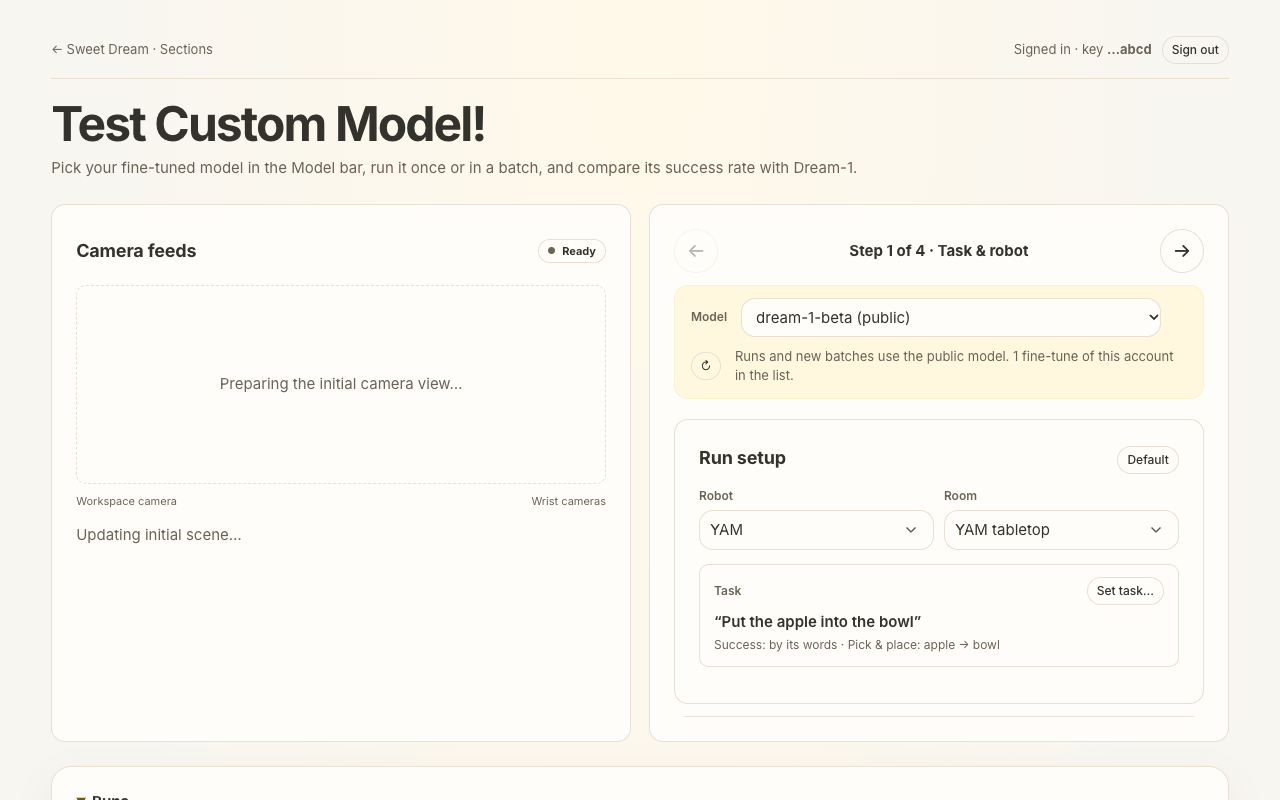 ← Sweet Dream · Sections
Signed in · key …abcd
Sign out
Test Custom Model!
Pick your fine-tuned model in the Model bar, run it once or in a batch, and compare its success rate with Dream-1.
Camera feeds
Ready
Preparing the initial camera view…
Workspace camera
Wrist cameras
Updating initial scene…
← Step 1 of 4 · Task & robot →
Model
dream-1-beta (public)
↻
Runs and new batches use the public model. 1 fine-tune of this account
in the list.
Run setup
Default
Robot
Room
YAM
YAM tabletop
Task
Set task…
“Put the apple into the bowl”
Success: by its words · Pick & place: apple → bowl
Runs